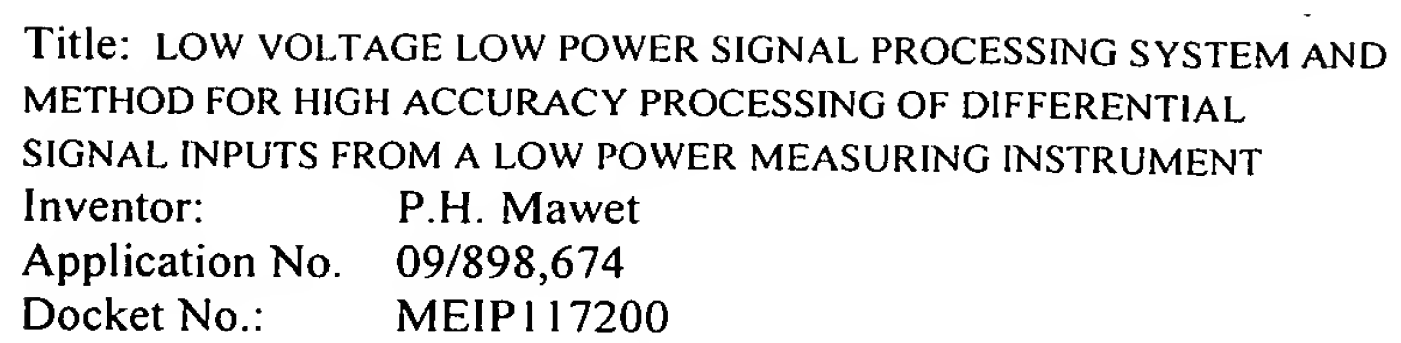 Title: LOW VOLTAGE LOW POWER SIGNAL PROCESSING SYSTEM AND
METHOD FOR HIGH ACCURACY PROCESSING OF DIFFERENTIAL
SIGNAL INPUTS FROM A LOW POWER MEASURING INSTRUMENT
Inventor: P.H. Mawet
Application No. 09/898,674
Docket No.: MEIP117200